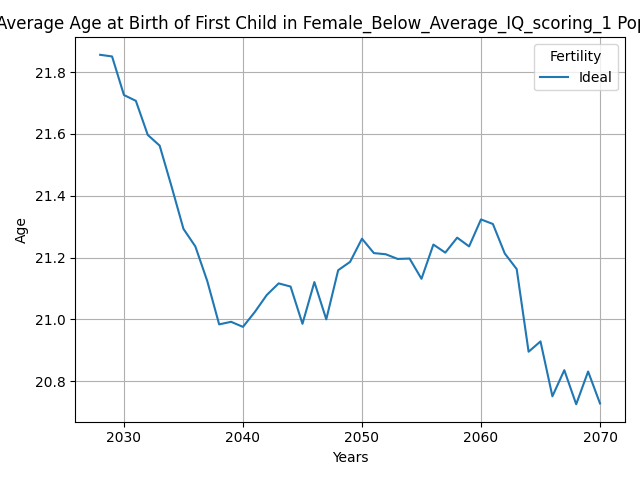 Average Age at Birth of First Child in Female_Below_Average_IQ_scoring_1
Fertility
Ideal
21.8
21.6
21.4
21.2
21.0
20.8
Age
2030 2040 2050 2060 2070
Years